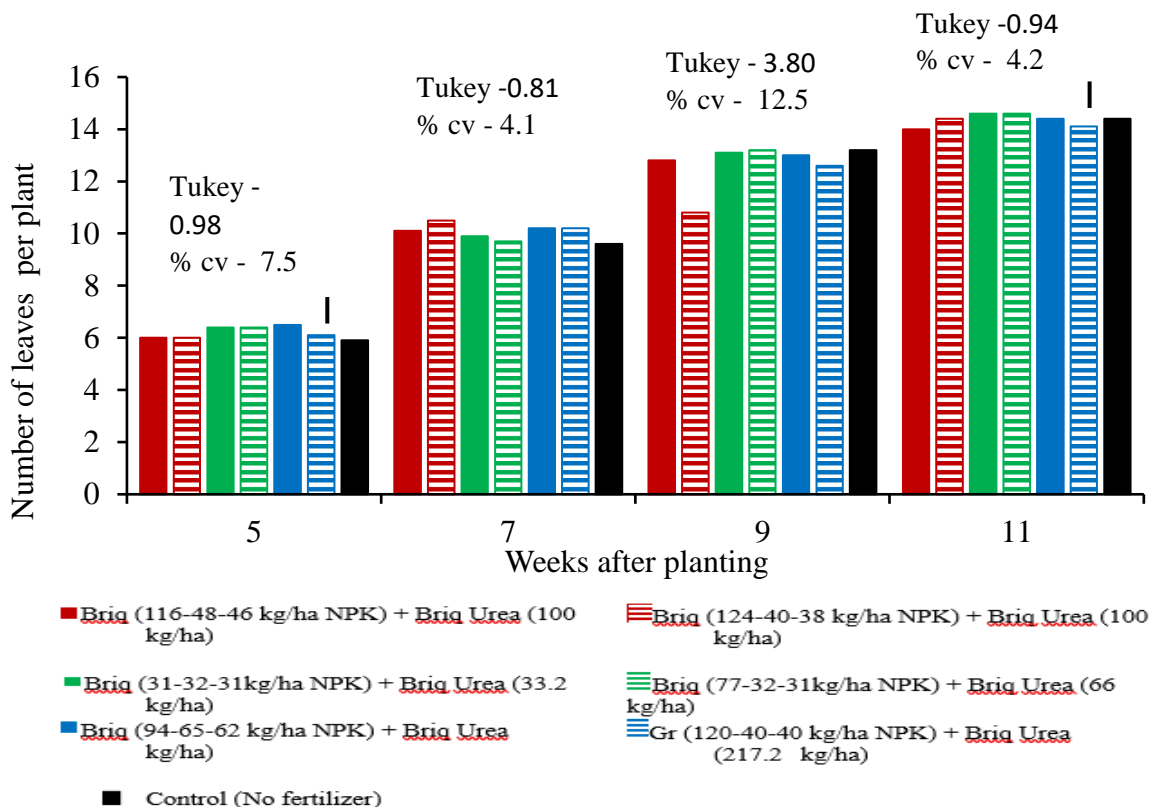 Tukey -0.94
% cv - 4.2
Tukey - 3.80
% cv - 12.5
Tukey -0.81
% cv - 4.1
Tukey -
0.98
% cv - 7.5
Number of leaves per plant
16
14
12
10
8
6
4
2
0
5 7 9 11
Weeks after planting
Briq (116-48-46 kg/ha NPK) + Briq Urea (100
kg/ha)
Briq (124-40-38 kg/ha NPK) + Briq Urea (100
kg/ha)
Briq (31-32-31kg/ha NPK) + Briq Urea (33.2
kg/ha)
Briq (77-32-31kg/ha NPK) + Briq Urea (66
kg/ha)
Briq (94-65-62 kg/ha NPK) + Briq Urea
kg/ha)
Gr (120-40-40 kg/ha NPK) + Briq Urea
(217.2 kg/ha)
Control (No fertilizer)